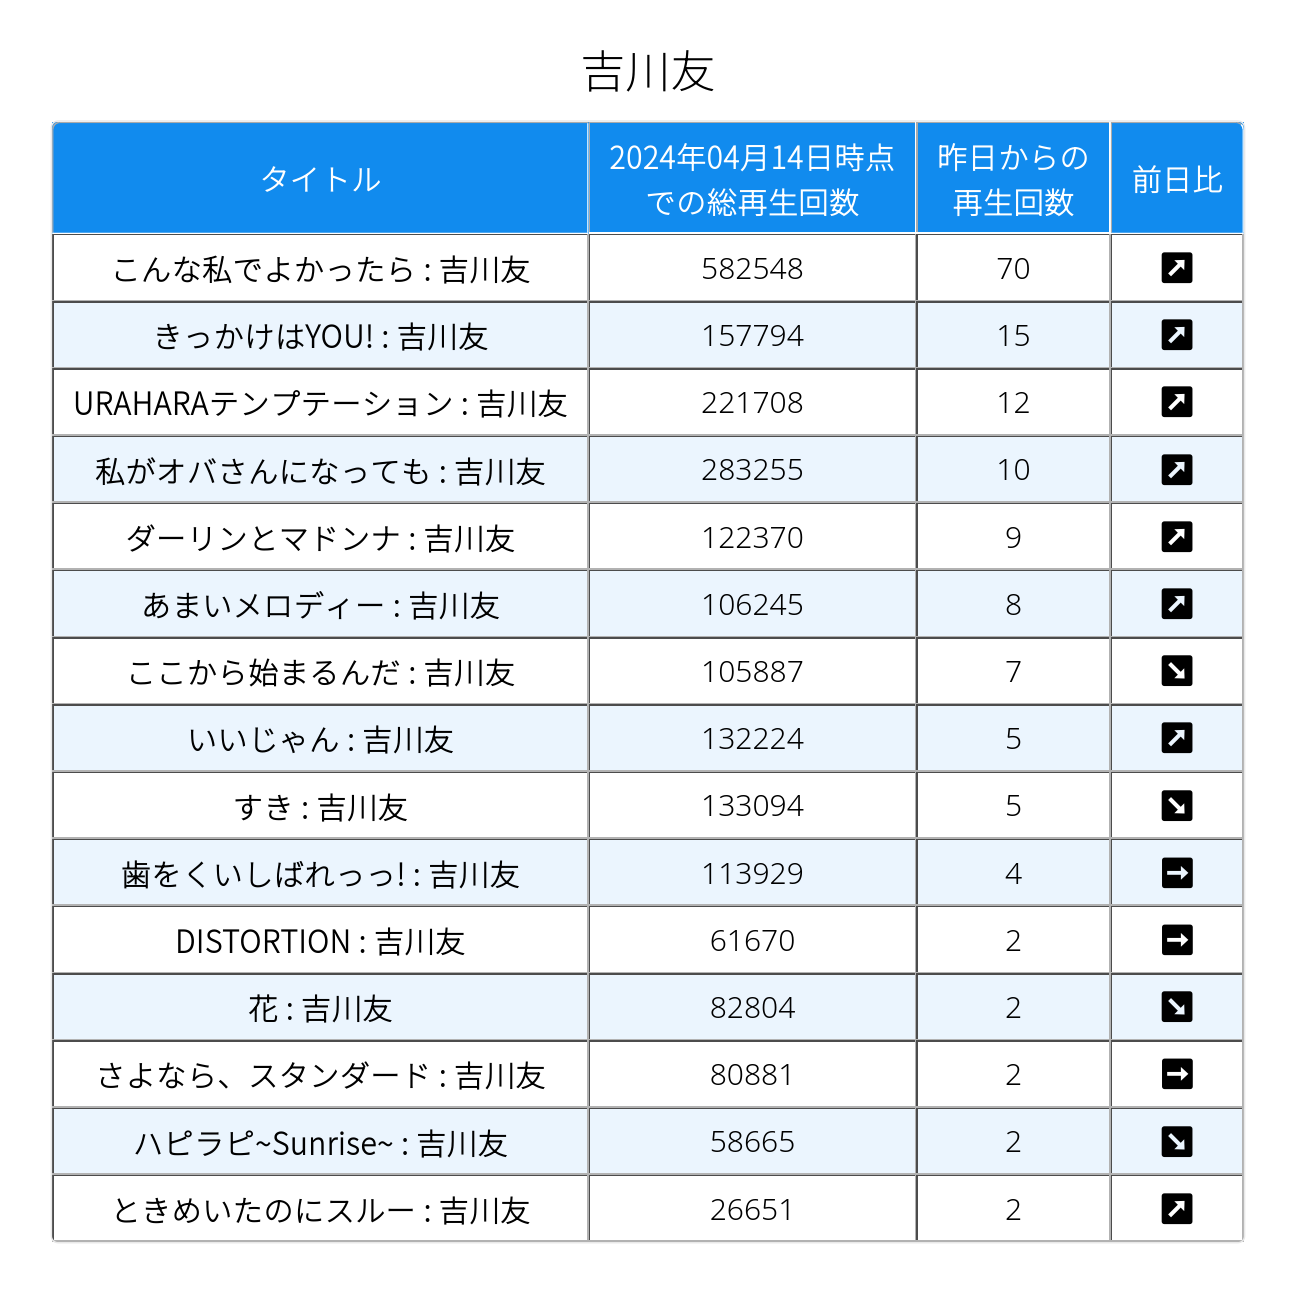 吉川友
タイトル 2024年04月14日時点での総再生回数 昨日からの再生回数 前日比
こんな私でよかったら : 吉川友 582548 70 ↗
きっかけはYOU! : 吉川友 157794 15 ↗
URAHARAテンプテーション : 吉川友 221708 12 ↗
私がオバさんになっても : 吉川友 283255 10 ↗
ダーリンとマドンナ : 吉川友 122370 9 ↗
あまいメロディー : 吉川友 106245 8 ↗
ここから始まるんだ : 吉川友 105887 7 ↘
いいじゃん : 吉川友 132224 5 ↗
すき : 吉川友 133094 5 ↘
歯をくいしばれっっ! : 吉川友 113929 4 →
DISTORTION : 吉川友 61670 2 →
花 : 吉川友 82804 2 ↘
さよなら、スタンダード : 吉川友 80881 2 →
ハピラピ~Sunrise~ : 吉川友 58665 2 ↘
ときめいたのにスルー : 吉川友 26651 2 ↗